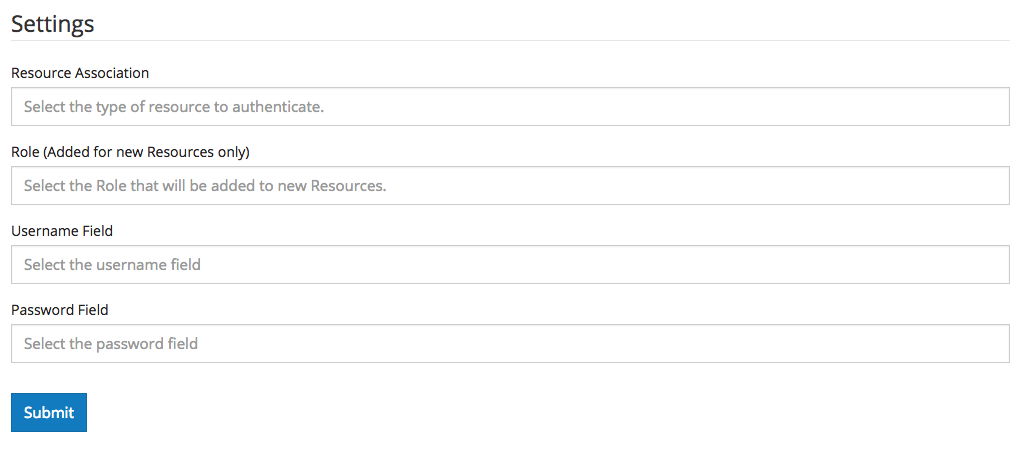 Settings
Resource Association
Select the type of resource to authenticate.
Role (Added for new Resources only)
Select the Role that will be added to new Resources.
Username Field
Select the username field
Password Field
Select the password field
Submit